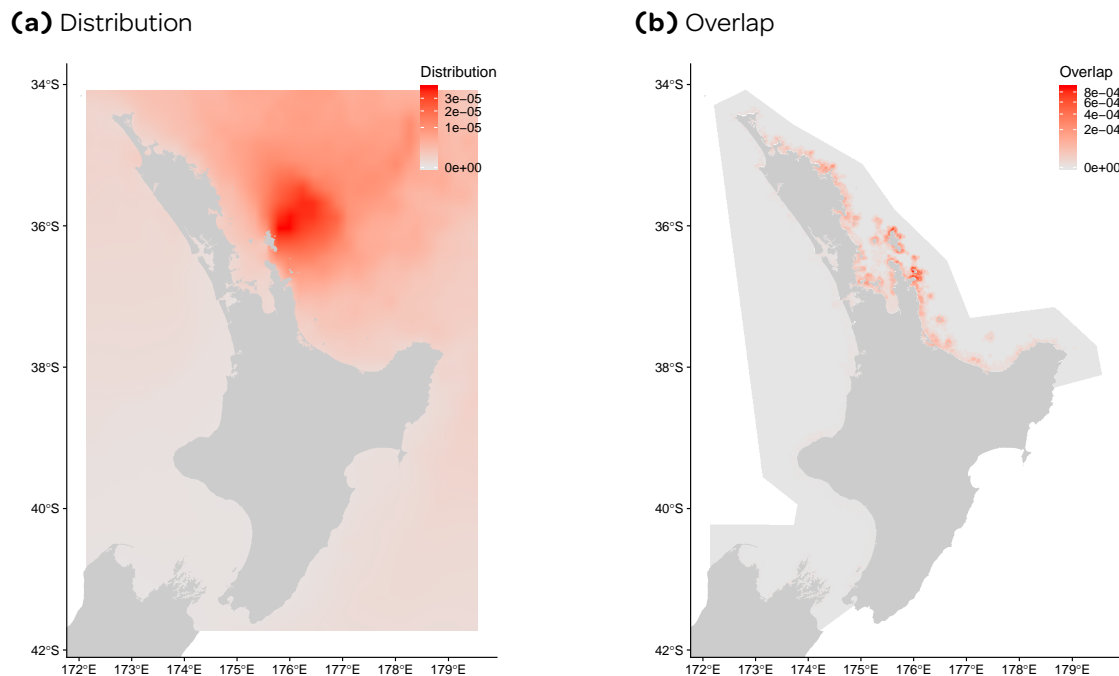 (a) Distribution
(b) Overlap
Distribution
3e−05
2e−05
1e−05
0e+00
34°S
36°S
38°S
40°S
42°S
172°E 173°E 174°E 175°E 176°E 177°E 178°E 179°E
Overlap
8e−04
6e−04
4e−04
2e−04
0e+00
34°S
36°S
38°S
40°S
42°S
172°E 173°E 174°E 175°E 176°E 177°E 178°E 179°E